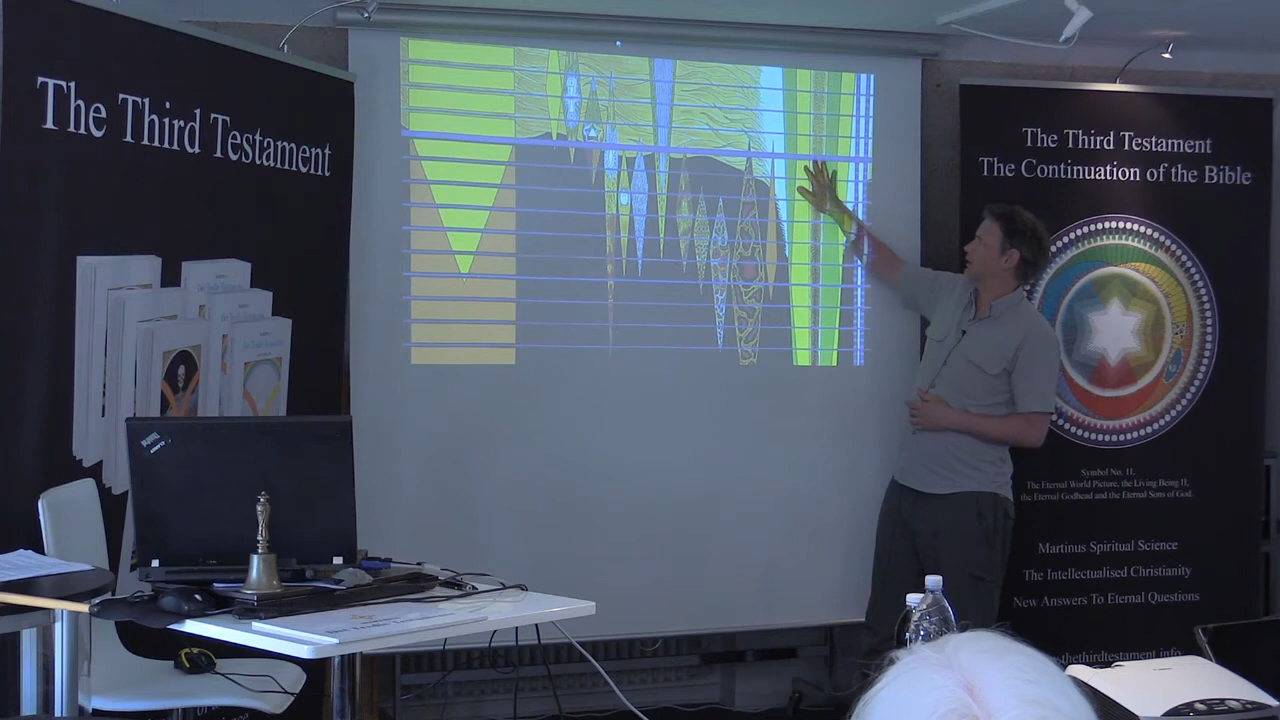 The Third Testament
The Third Testament
The Continuation of the Bible
Symbol No. 11.
The Eternal World Picture, the Living Being II,
the Eternal Godhead and the Eternal Sons of God.
Martinus Spiritual Science
The Intellectualised Christianity
New Answers To Eternal Questions
thethirdtestament.info